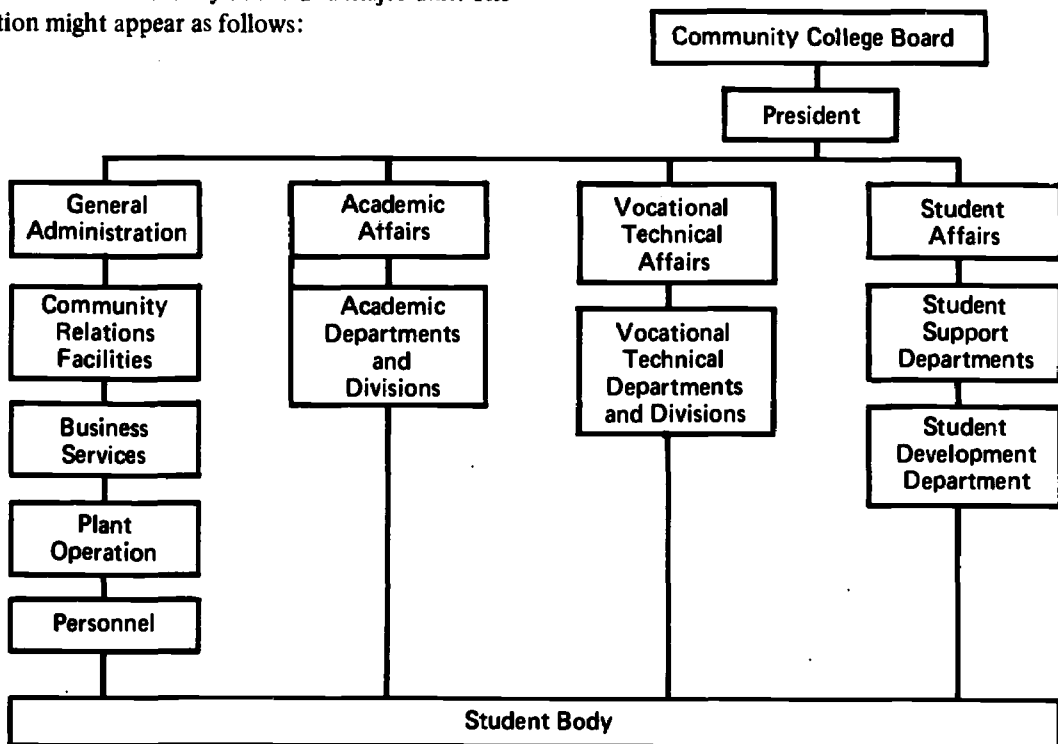 tion might appear as follows:
Community College Board
President
General
Administration
Community
Relations
Facilities
Business
Services
Plant
Operation
Personnel
Academic
Affairs
Academic
Departments
and
Divisions
Vocational
Technical
Affairs
Vocational
Technical
Departments
and Divisions
Student
Affairs
Student
Support
Departments
Student
Development
Department
Student Body